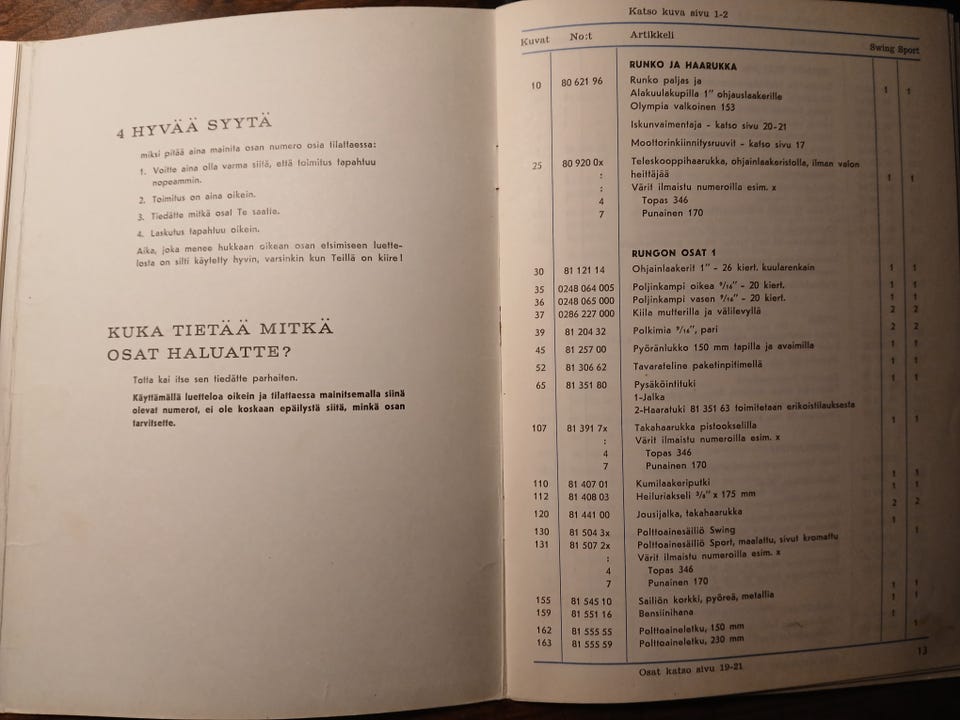 4 HYVÄÄ SYYTÄ
miksi pitää aina mainita osan numero osia tilattaessa:
1. Voitte aina olla varma siitä, että toimitus tapahtuu
nopeammin.
2. Toimitus on aina oikein.
3. Tiedätte mitkä osat Te saatte.
4. Laskutus tapahtuu oikein.
Aika, joka menee hukkaan oikean osan etsimiseen luette-
losta on silti käytetty hyvin, varsinkin kun Teillä on kiire!
KUKA TIETÄÄ MITKÄ
OSAT HALUATTE?
Totta kai itse sen tiedätte parhaiten.
Käyttämällä luetteloa oikein ja tilattaessa mainitsemalla siinä
olevat numerot, ei ole koskaan epäilystä siitä, minkä osan
tarvitsette.
Katso kuva sivu 1-2
Kuvat No:t Artikkeli Swing Sport
RUNKO JA HAARUKKA
10 80 621 96 Runko paljas ja
Alakuulakupilla 1" ohjauslaakerille 1 1
Olympia valkoinen 153
Iskunvaimentaja - katso sivu 20-21
Moottorinkiinnitysruuvit - katso sivu 17
25 80 920 0x Teleskooppihaarukka, ohjainlaakeristolla, ilman valon
: heittäjää 1 1
: Värit ilmaistu numeroilla esim. x
4 Topas 346
7 Punainen 170
RUNGON OSAT 1
30 81 121 14 Ohjainlaakerit 1" - 26 kiert. kuularenkain 1 1
35 0248 064 005 Poljinkampi oikea 9/16" - 20 kiert. 1 1
36 0248 065 000 Poljinkampi vasen 9/16" - 20 kiert. 1 1
37 0286 227 000 Kiila mutterilla ja välilevyllä 2 2
39 81 204 32 Polkimia 9/16", pari 2 2
45 81 257 00 Pyöränlukko 150 mm tapilla ja avaimilla 1 1
52 81 306 62 Tavarateline paketinpitimellä 1 1
65 81 351 80 Pysäköintituki 1 1
1-Jalka
2-Haaratuki 81 351 63 toimitetaan erikoistilauksesta
107 81 391 7x Takahaarukka pistookselilla 1 1
: Värit ilmaistu numeroilla esim. x
4 Topas 346
7 Punainen 170
110 81 407 01 Kumilaakeriputki 1 1
112 81 408 03 Heiluriakseli 3/8" x 175 mm 1 1
120 81 441 00 Jousijalka, takahaarukka 2 2
130 81 504 3x Polttoainesäiliö Swing 1
131 81 507 2x Polttoainesäiliö Sport, maalattu, sivut kromattu 1
: Värit ilmaistu numeroilla esim. x
4 Topas 346
7 Punainen 170
155 81 545 10 Sailiön korkki, pyöreä, metallia 1 1
159 81 551 16 Bensiinihana 1 1
162 81 555 55 Polttoaineletku, 150 mm 1
163 81 555 59 Polttoaineletku, 230 mm 1
Osat katso sivu 19-21
13